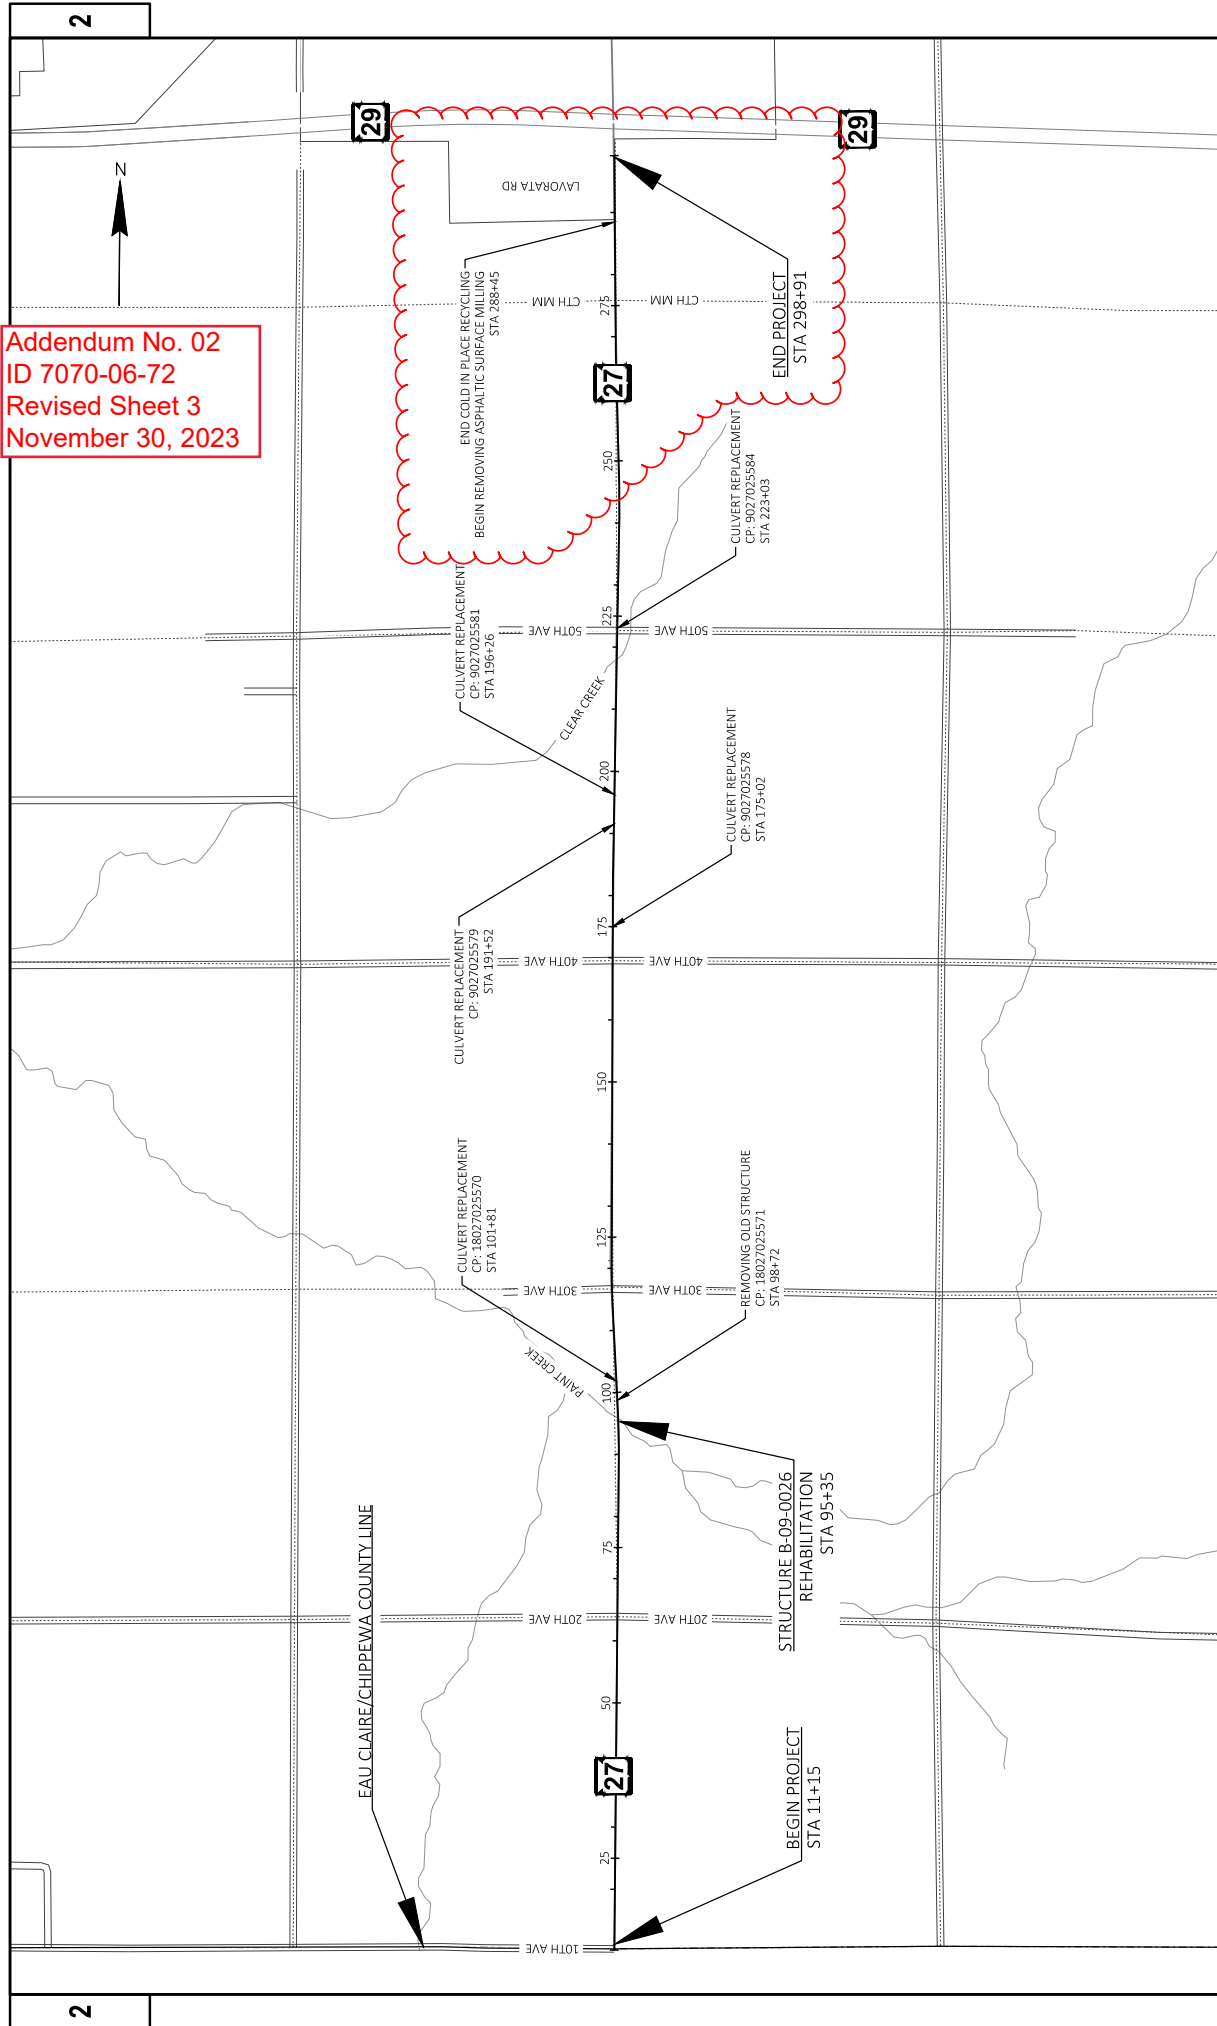 2
29
29
N
LAVORATA RD
END COLD IN PLACE RECYCLING
BEGIN REMOVING ASPHALTIC SURFACE MILLING
STA 288+45
CTH MM
CTH MM
275
END PROJECT
STA 298+91
Addendum No. 02
ID 7070-06-72
Revised Sheet 3
November 30, 2023
27
250
CULVERT REPLACEMENT
CP: 9027025584
STA 223+03
CULVERT REPLACEMENT
CP: 9027025581
STA 196+26
225
50TH AVE
50TH AVE
CLEAR CREEK
200
CULVERT REPLACEMENT
CP: 9027025578
STA 175+02
CULVERT REPLACEMENT
CP: 9027025579
STA 191+52
175
40TH AVE
40TH AVE
150
CULVERT REPLACEMENT
CP: 18027025570
STA 101+81
125
REMOVING OLD STRUCTURE
CP: 18027025571
STA 98+72
30TH AVE
30TH AVE
PAINT CREEK
100
STRUCTURE B-09-0026
REHABILITATION
STA 95+35
EAU CLAIRE/CHIPPEWA COUNTY LINE
75
20TH AVE
20TH AVE
50
27
BEGIN PROJECT
STA 11+15
25
10TH AVE
2